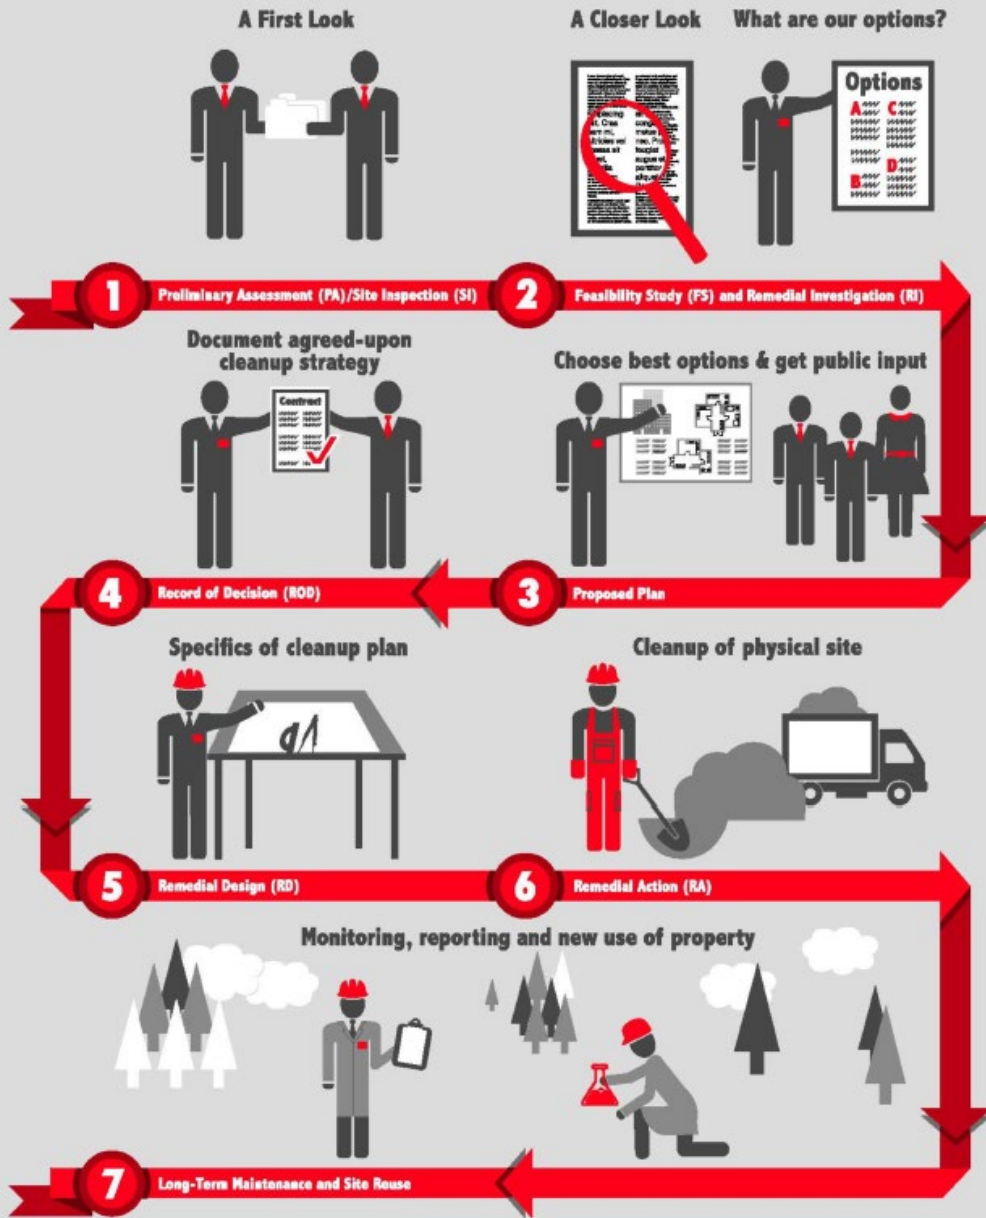 A First Look
A Closer Look
What are our options?
Options
A C
B D
1 Preliminary Assessment (PA)/Site Inspection (SI)
2 Feasibility Study (FS) and Remedial Investigation (RI)
Choose best options & get public input
3 Proposed Plan
Document agreed-upon
cleanup strategy
Contract
4 Record of Decision (ROD)
Specifics of cleanup plan
5 Remedial Design (RD)
Cleanup of physical site
6 Remedial Action (RA)
Monitoring, reporting and new use of property
7 Long-Term Maintenance and Site Reuse